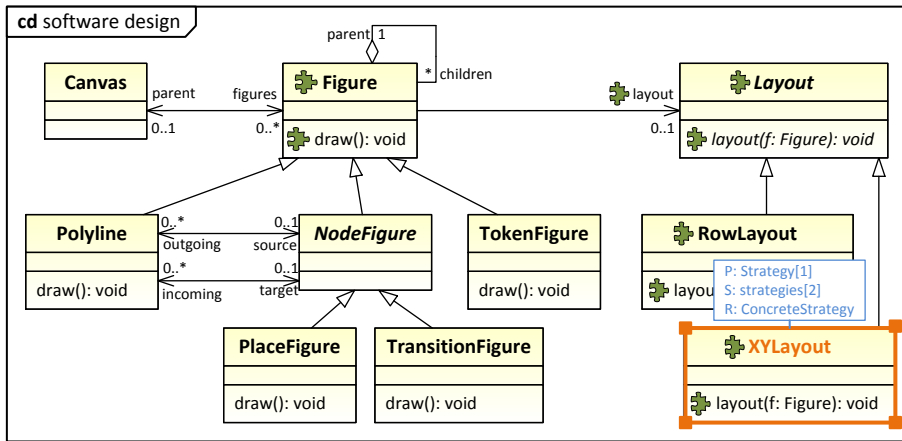 cd software design
parent 1
* children
Canvas
Figure
Layout
parent
figures
layout
0..1
0..*
0..1
draw(): void
layout(f: Figure): void
Polyline
0..*
0..1
outgoing
source
0..*
0..1
incoming
target
draw(): void
NodeFigure
TokenFigure
draw(): void
RowLayout
layou
P: Strategy[1]
S: strategies[2]
R: ConcreteStrategy
PlaceFigure
draw(): void
TransitionFigure
draw(): void
XYLayout
layout(f: Figure): void